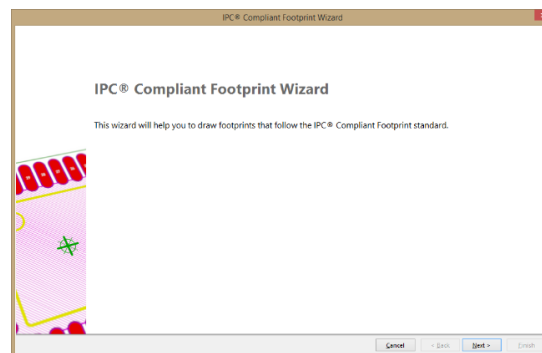 IPC® Compliant Footprint Wizard
IPC® Compliant Footprint Wizard
This wizard will help you to draw footprints that follow the IPC® Compliant Footprint standard.
Cancel < Back Next > Finish